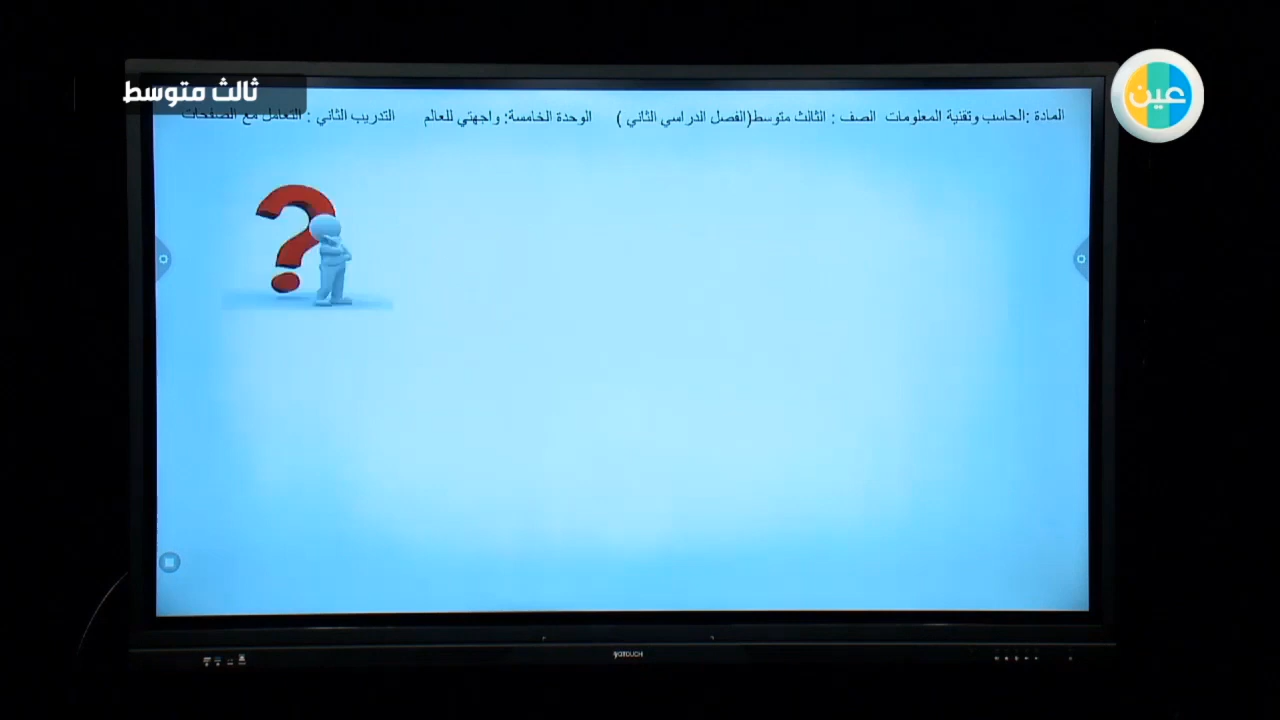 ثالث متوسط
عين
المادة :الحاسب وتقنية المعلومات الصف : الثالث متوسط(الفصل الدراسي الثاني ) الوحدة الخامسة: واجهتي للعالم التدريب الثاني : التعامل مع الصفحات
YQTOUCH